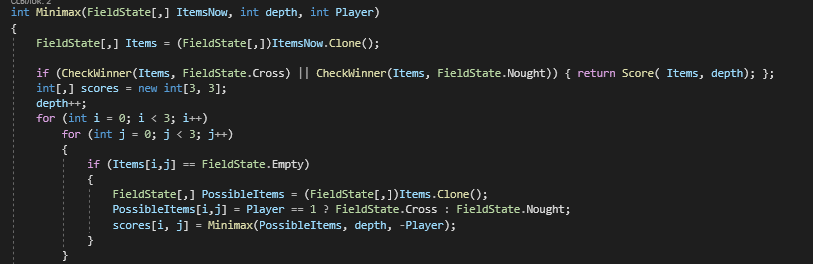 Ссылок: 2
int Minimax(FieldState[,] ItemsNow, int depth, int Player)
{
FieldState[,] Items = (FieldState[,])ItemsNow.Clone();
if (CheckWinner(Items, FieldState.Cross) || CheckWinner(Items, FieldState.Nought)) { return Score( Items, depth); };
int[,] scores = new int[3, 3];
depth++;
for (int i = 0; i < 3; i++)
for (int j = 0; j < 3; j++)
{
if (Items[i,j] == FieldState.Empty)
{
FieldState[,] PossibleItems = (FieldState[,])Items.Clone();
PossibleItems[i,j] = Player == 1 ? FieldState.Cross : FieldState.Nought;
scores[i, j] = Minimax(PossibleItems, depth, -Player);
}
}